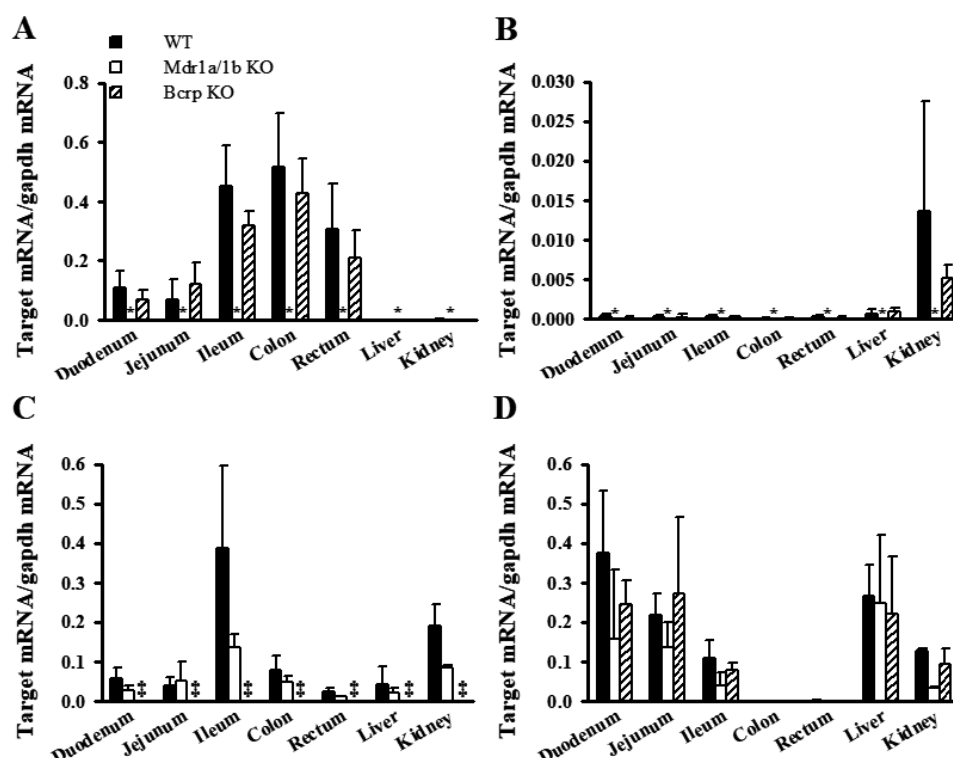 A
WT
Mdr1a/1b KO
Bcrp KO
Target mRNA/gapdh mRNA
0.8
0.6
0.4
0.2
0.0
* * * * * * *
Duodenum
Jejunum
Ileum
Colon
Rectum
Liver
Kidney
B
Target mRNA/gapdh mRNA
0.030
0.025
0.020
0.015
0.010
0.005
0.000
* * * * * * *
Duodenum
Jejunum
Ileum
Colon
Rectum
Liver
Kidney
C
Target mRNA/gapdh mRNA
0.6
0.5
0.4
0.3
0.2
0.1
0.0
‡ ‡ ‡ ‡ ‡ ‡ ‡
Duodenum
Jejunum
Ileum
Colon
Rectum
Liver
Kidney
D
Target mRNA/gapdh mRNA
0.6
0.5
0.4
0.3
0.2
0.1
0.0
Duodenum
Jejunum
Ileum
Colon
Rectum
Liver
Kidney